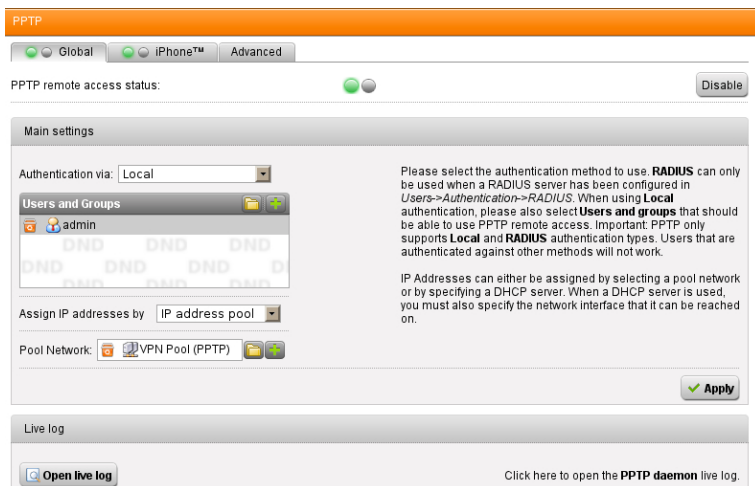 PPTP
Global
iPhone™
Advanced
PPTP remote access status:
Disable
Main settings
Authentication via: Local
Users and Groups
admin
DND DND DND
DND DND DND D
DND DND DND
Assign IP addresses by IP address pool
Pool Network: VPN Pool (PPTP)
Please select the authentication method to use. RADIUS can only
be used when a RADIUS server has been configured in
Users->Authentication->RADIUS. When using Local
authentication, please also select Users and groups that should
be able to use PPTP remote access. Important: PPTP only
supports Local and RADIUS authentication types. Users that are
authenticated against other methods will not work.
IP Addresses can either be assigned by selecting a pool network
or by specifying a DHCP server. When a DHCP server is used,
you must also specify the network interface that it can be reached
on.
Apply
Live log
Open live log
Click here to open the PPTP daemon live log.